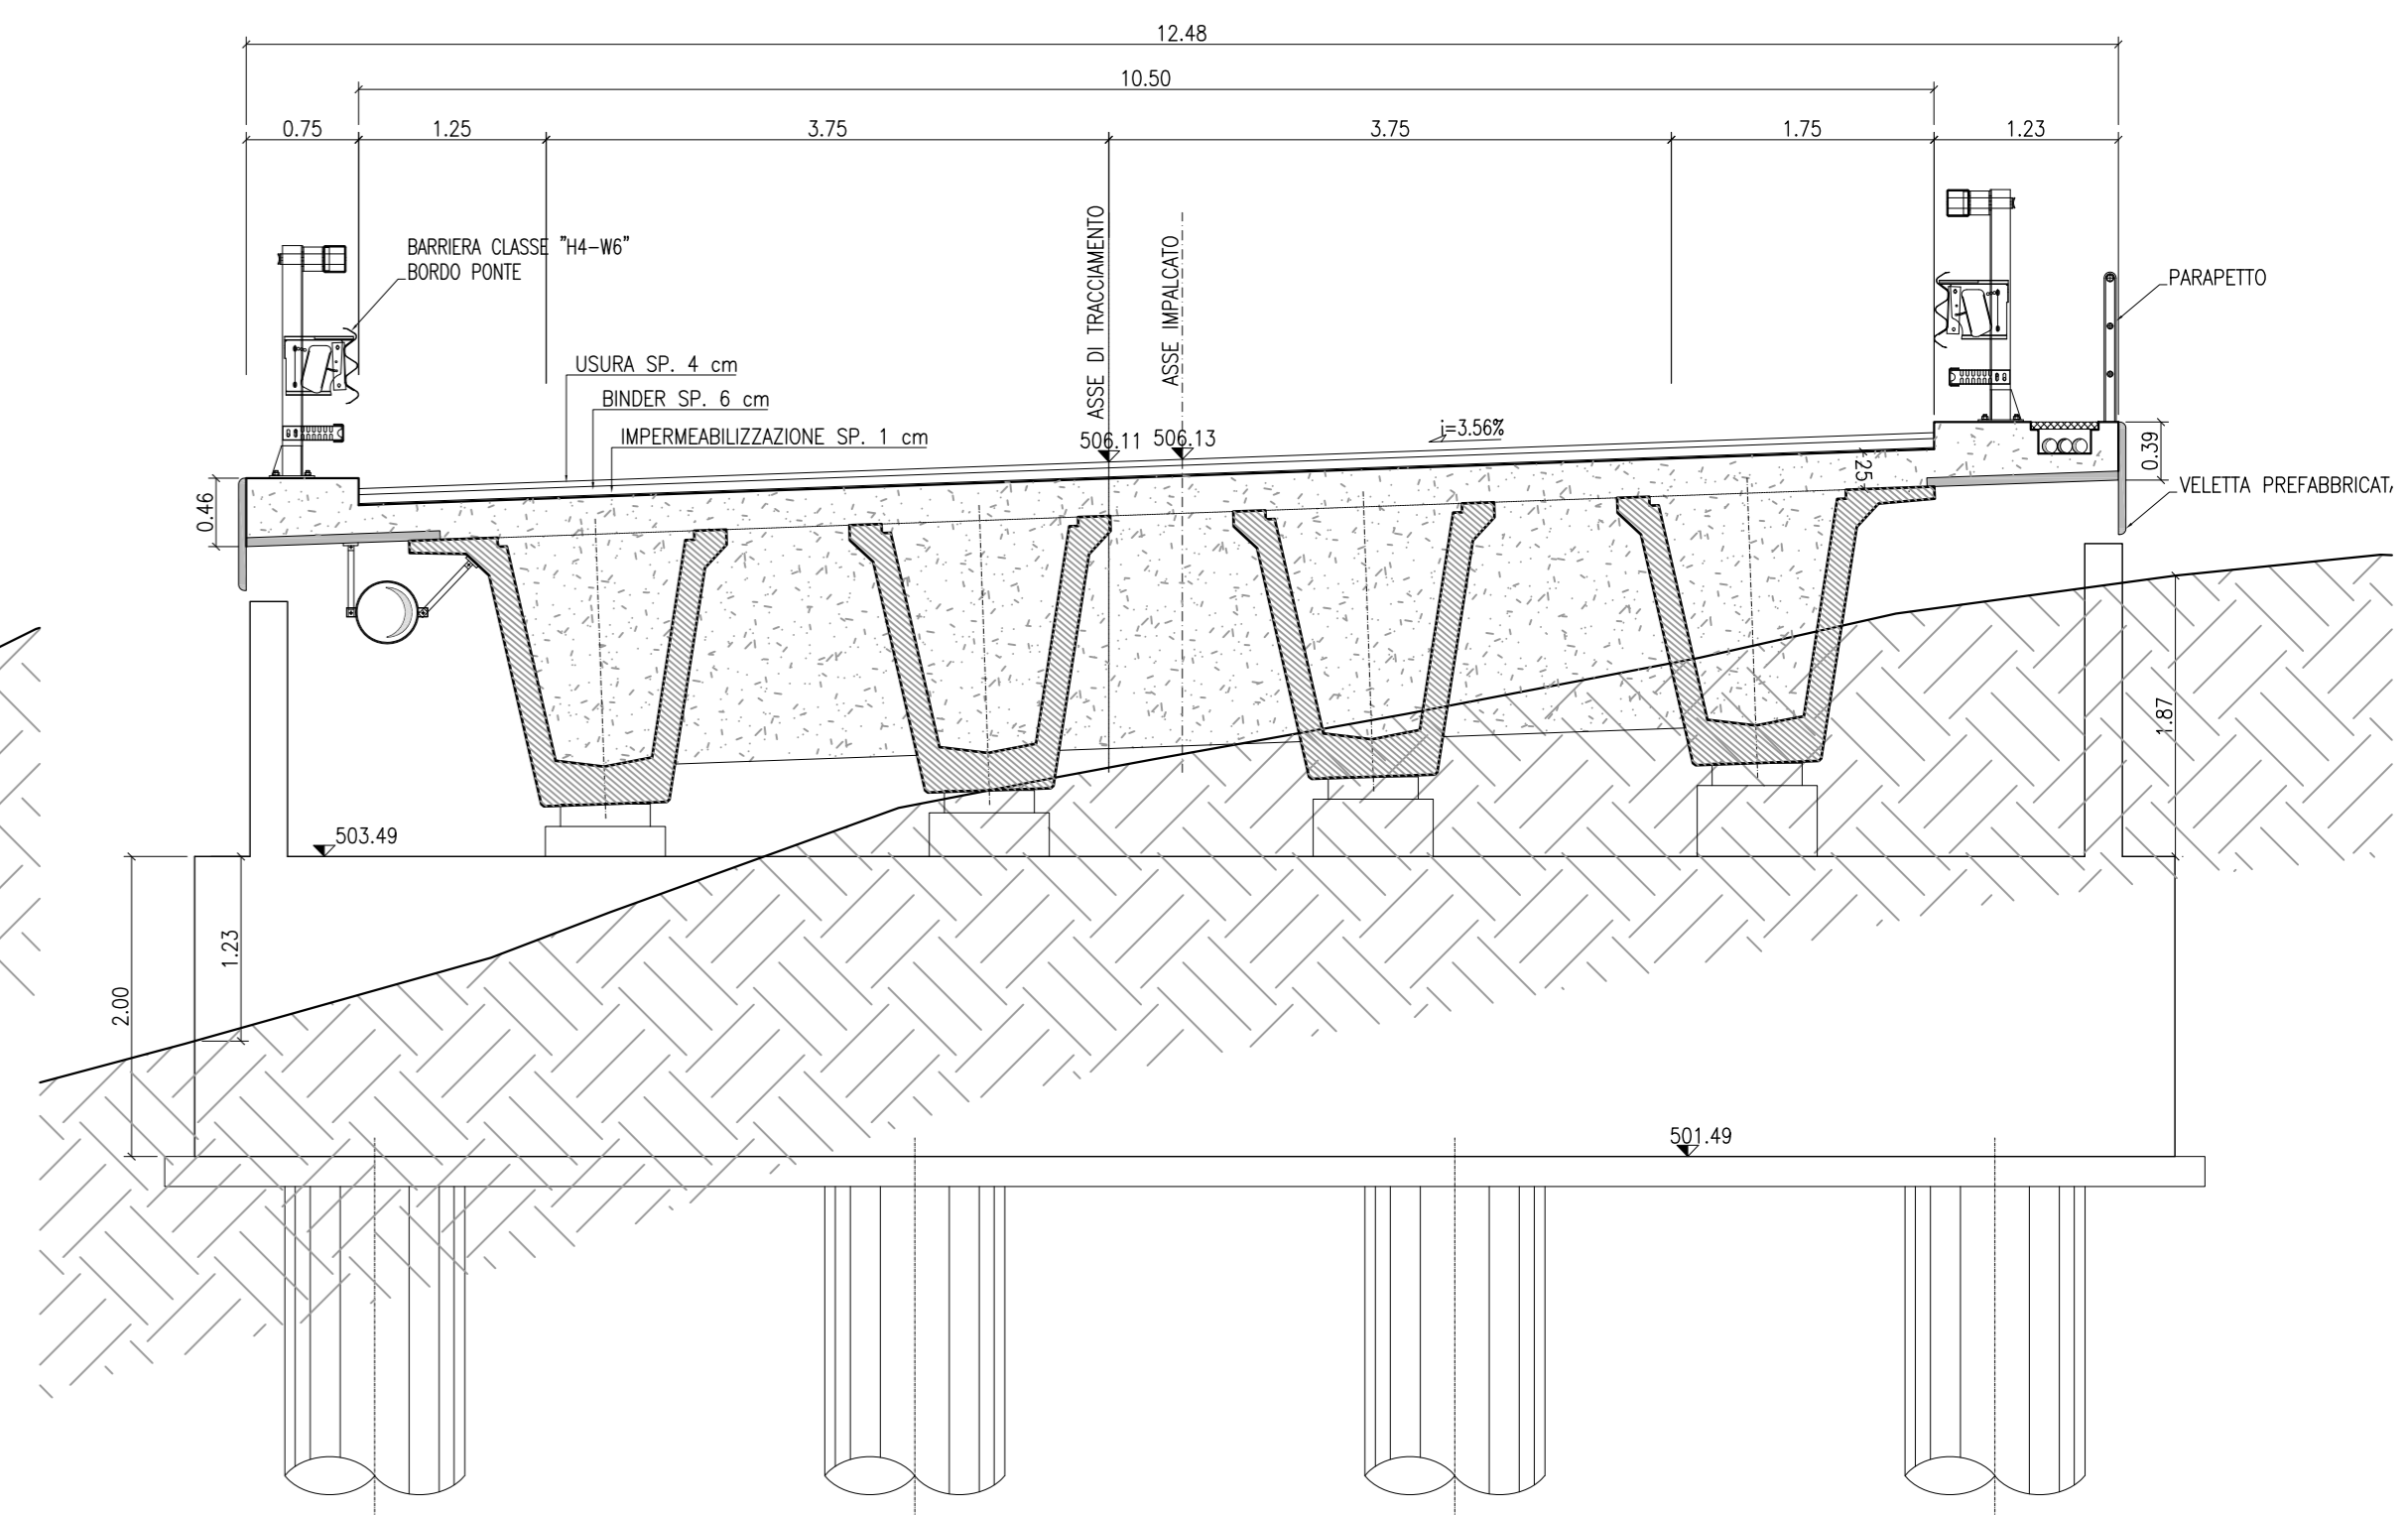 12.48
10.50
0.75
1.25
3.75
3.75
1.75
1.23
BARRIERA CLASSE "H4-W6"
BORDO PONTE
ASSE DI TRACCIAMENTO
ASSE IMPALCATO
PARAPETTO
USURA SP. 4 cm
BINDER SP. 6 cm
IMPERMEABILIZZAZIONE SP. 1 cm
506.11
506.13
i=3.56%
25
0.39
VELETTA PREFABBRICATA
0.46
1.87
503.49
1.23
2.00
501.49